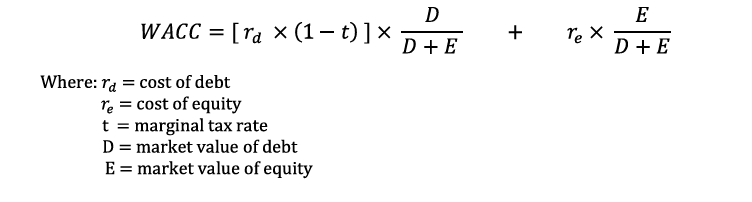 WACC = [ r_d × (1 − t) ] × D / D + E + r_e × E / D + E
Where: r_d = cost of debt
r_e = cost of equity
t = marginal tax rate
D = market value of debt
E = market value of equity